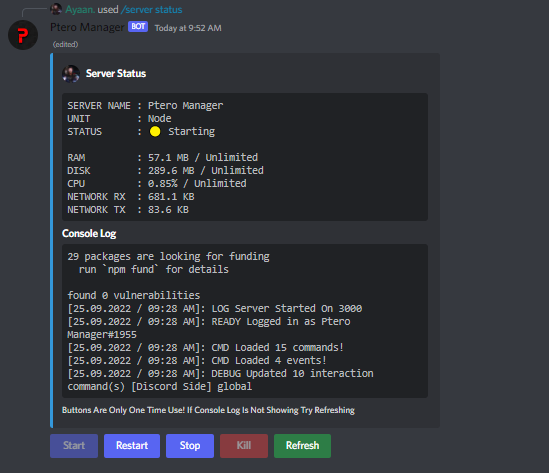 Ayaan. used /server status
Ptero Manager BOT Today at 9:52 AM
(edited)
Server Status
SERVER NAME : Ptero Manager
UNIT : Node
STATUS : Starting
RAM : 57.1 MB / Unlimited
DISK : 289.6 MB / Unlimited
CPU : 0.85% / Unlimited
NETWORK RX : 681.1 KB
NETWORK TX : 83.6 KB
Console Log
29 packages are looking for funding
run `npm fund` for details
found 0 vulnerabilities
[25.09.2022 / 09:28 AM]: LOG Server Started On 3000
[25.09.2022 / 09:28 AM]: READY Logged in as Ptero
Manager#1955
[25.09.2022 / 09:28 AM]: CMD Loaded 15 commands!
[25.09.2022 / 09:28 AM]: CMD Loaded 4 events!
[25.09.2022 / 09:28 AM]: DEBUG Updated 10 interaction
command(s) [Discord Side] global
Buttons Are Only One Time Use! If Console Log Is Not Showing Try Refreshing
Start Restart Stop Kill Refresh